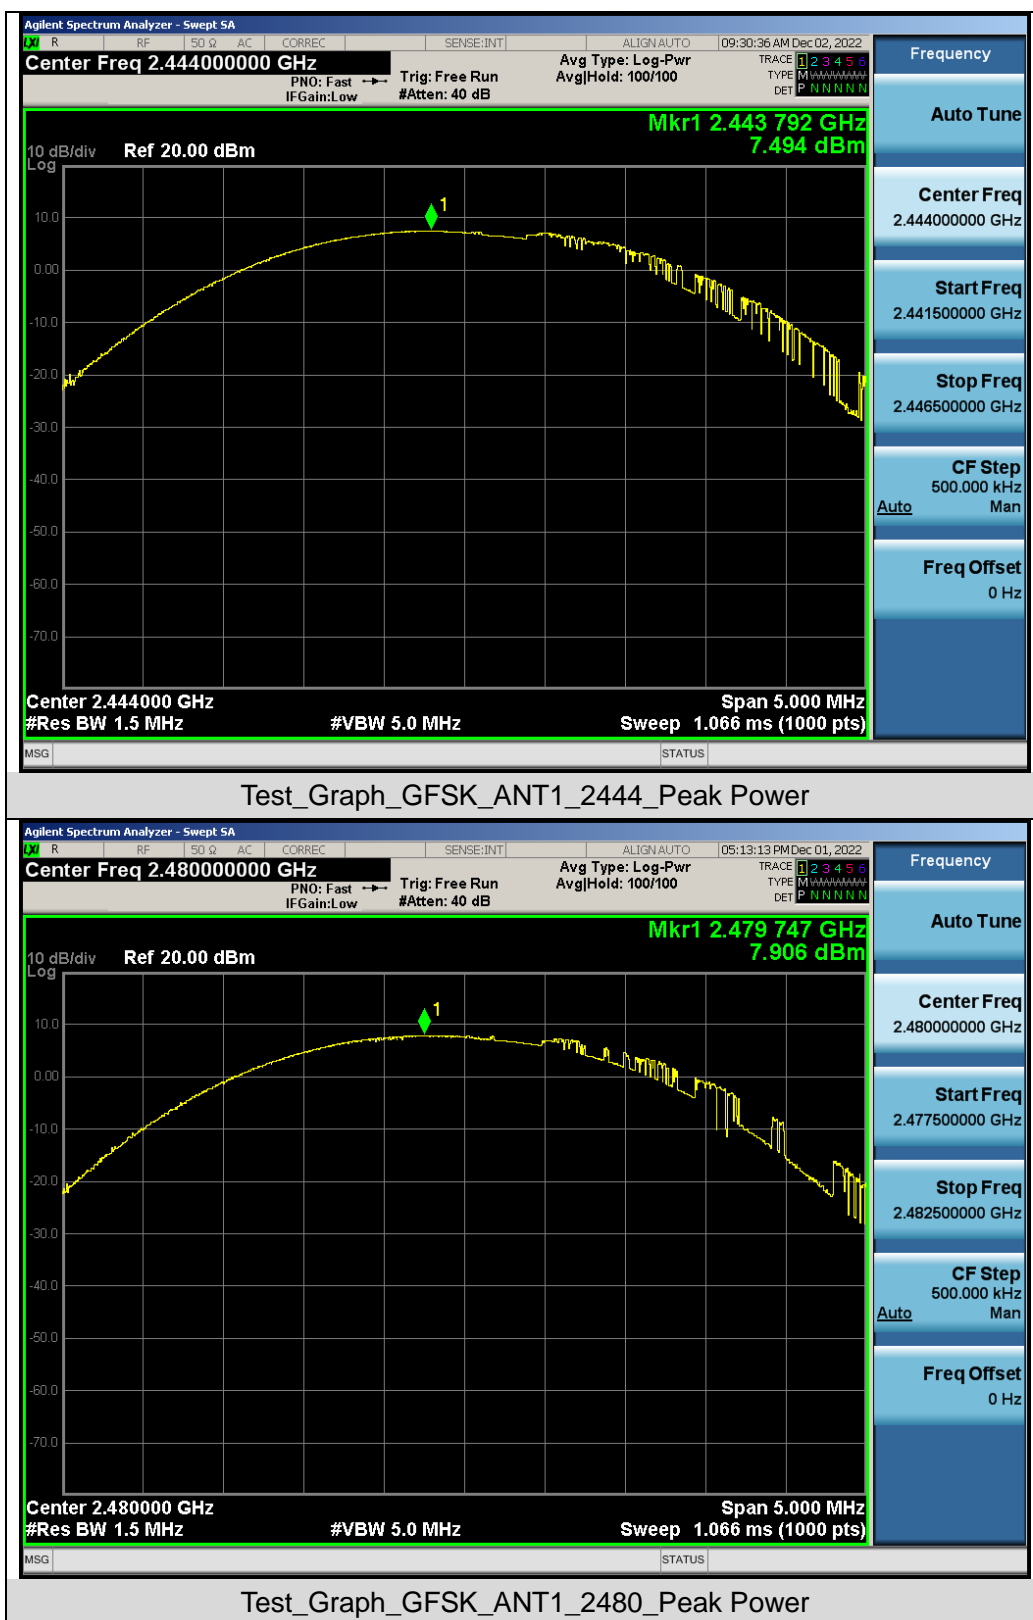 Agilent Spectrum Analyzer - Swept SA
LXI R RF 50 Ω AC CORREC SENSE:INT ALIGN AUTO 09:30:36 AM Dec 02, 2022
Center Freq 2.444000000 GHz
PNO: Fast
IFGain:Low
Trig: Free Run
#Atten: 40 dB
Avg Type: Log-Pwr
Avg|Hold: 100/100
TRACE 1 2 3 4 5 6
TYPE M WWWWW
DET P N N N N N
Mkr1 2.443 792 GHz
7.494 dBm
10 dB/div Ref 20.00 dBm
Log
1
10.0
0.00
-10.0
-20.0
-30.0
-40.0
-50.0
-60.0
-70.0
Center 2.444000 GHz Span 5.000 MHz
#Res BW 1.5 MHz #VBW 5.0 MHz Sweep 1.066 ms (1000 pts)
MSG STATUS
Frequency
Auto Tune
Center Freq
2.444000000 GHz
Start Freq
2.441500000 GHz
Stop Freq
2.446500000 GHz
CF Step
500.000 kHz
Auto Man
Freq Offset
0 Hz
Test_Graph_GFSK_ANT1_2444_Peak Power
Agilent Spectrum Analyzer - Swept SA
LXI R RF 50 Ω AC CORREC SENSE:INT ALIGN AUTO 05:13:13 PM Dec 01, 2022
Center Freq 2.480000000 GHz
PNO: Fast
IFGain:Low
Trig: Free Run
#Atten: 40 dB
Avg Type: Log-Pwr
Avg|Hold: 100/100
TRACE 1 2 3 4 5 6
TYPE M WWWWW
DET P N N N N N
Mkr1 2.479 747 GHz
7.906 dBm
10 dB/div Ref 20.00 dBm
Log
1
10.0
0.00
-10.0
-20.0
-30.0
-40.0
-50.0
-60.0
-70.0
Center 2.480000 GHz Span 5.000 MHz
#Res BW 1.5 MHz #VBW 5.0 MHz Sweep 1.066 ms (1000 pts)
MSG STATUS
Frequency
Auto Tune
Center Freq
2.480000000 GHz
Start Freq
2.477500000 GHz
Stop Freq
2.482500000 GHz
CF Step
500.000 kHz
Auto Man
Freq Offset
0 Hz
Test_Graph_GFSK_ANT1_2480_Peak Power